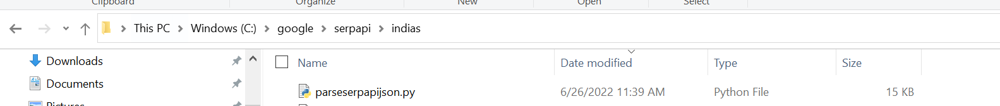 Clipboard Organize New Open Select
This PC Windows (C:) google serpapi indias
Downloads Name Date modified Type Size
Documents parseserpapijson.py 6/26/2022 11:39 AM Python File 15 KB
Pictures